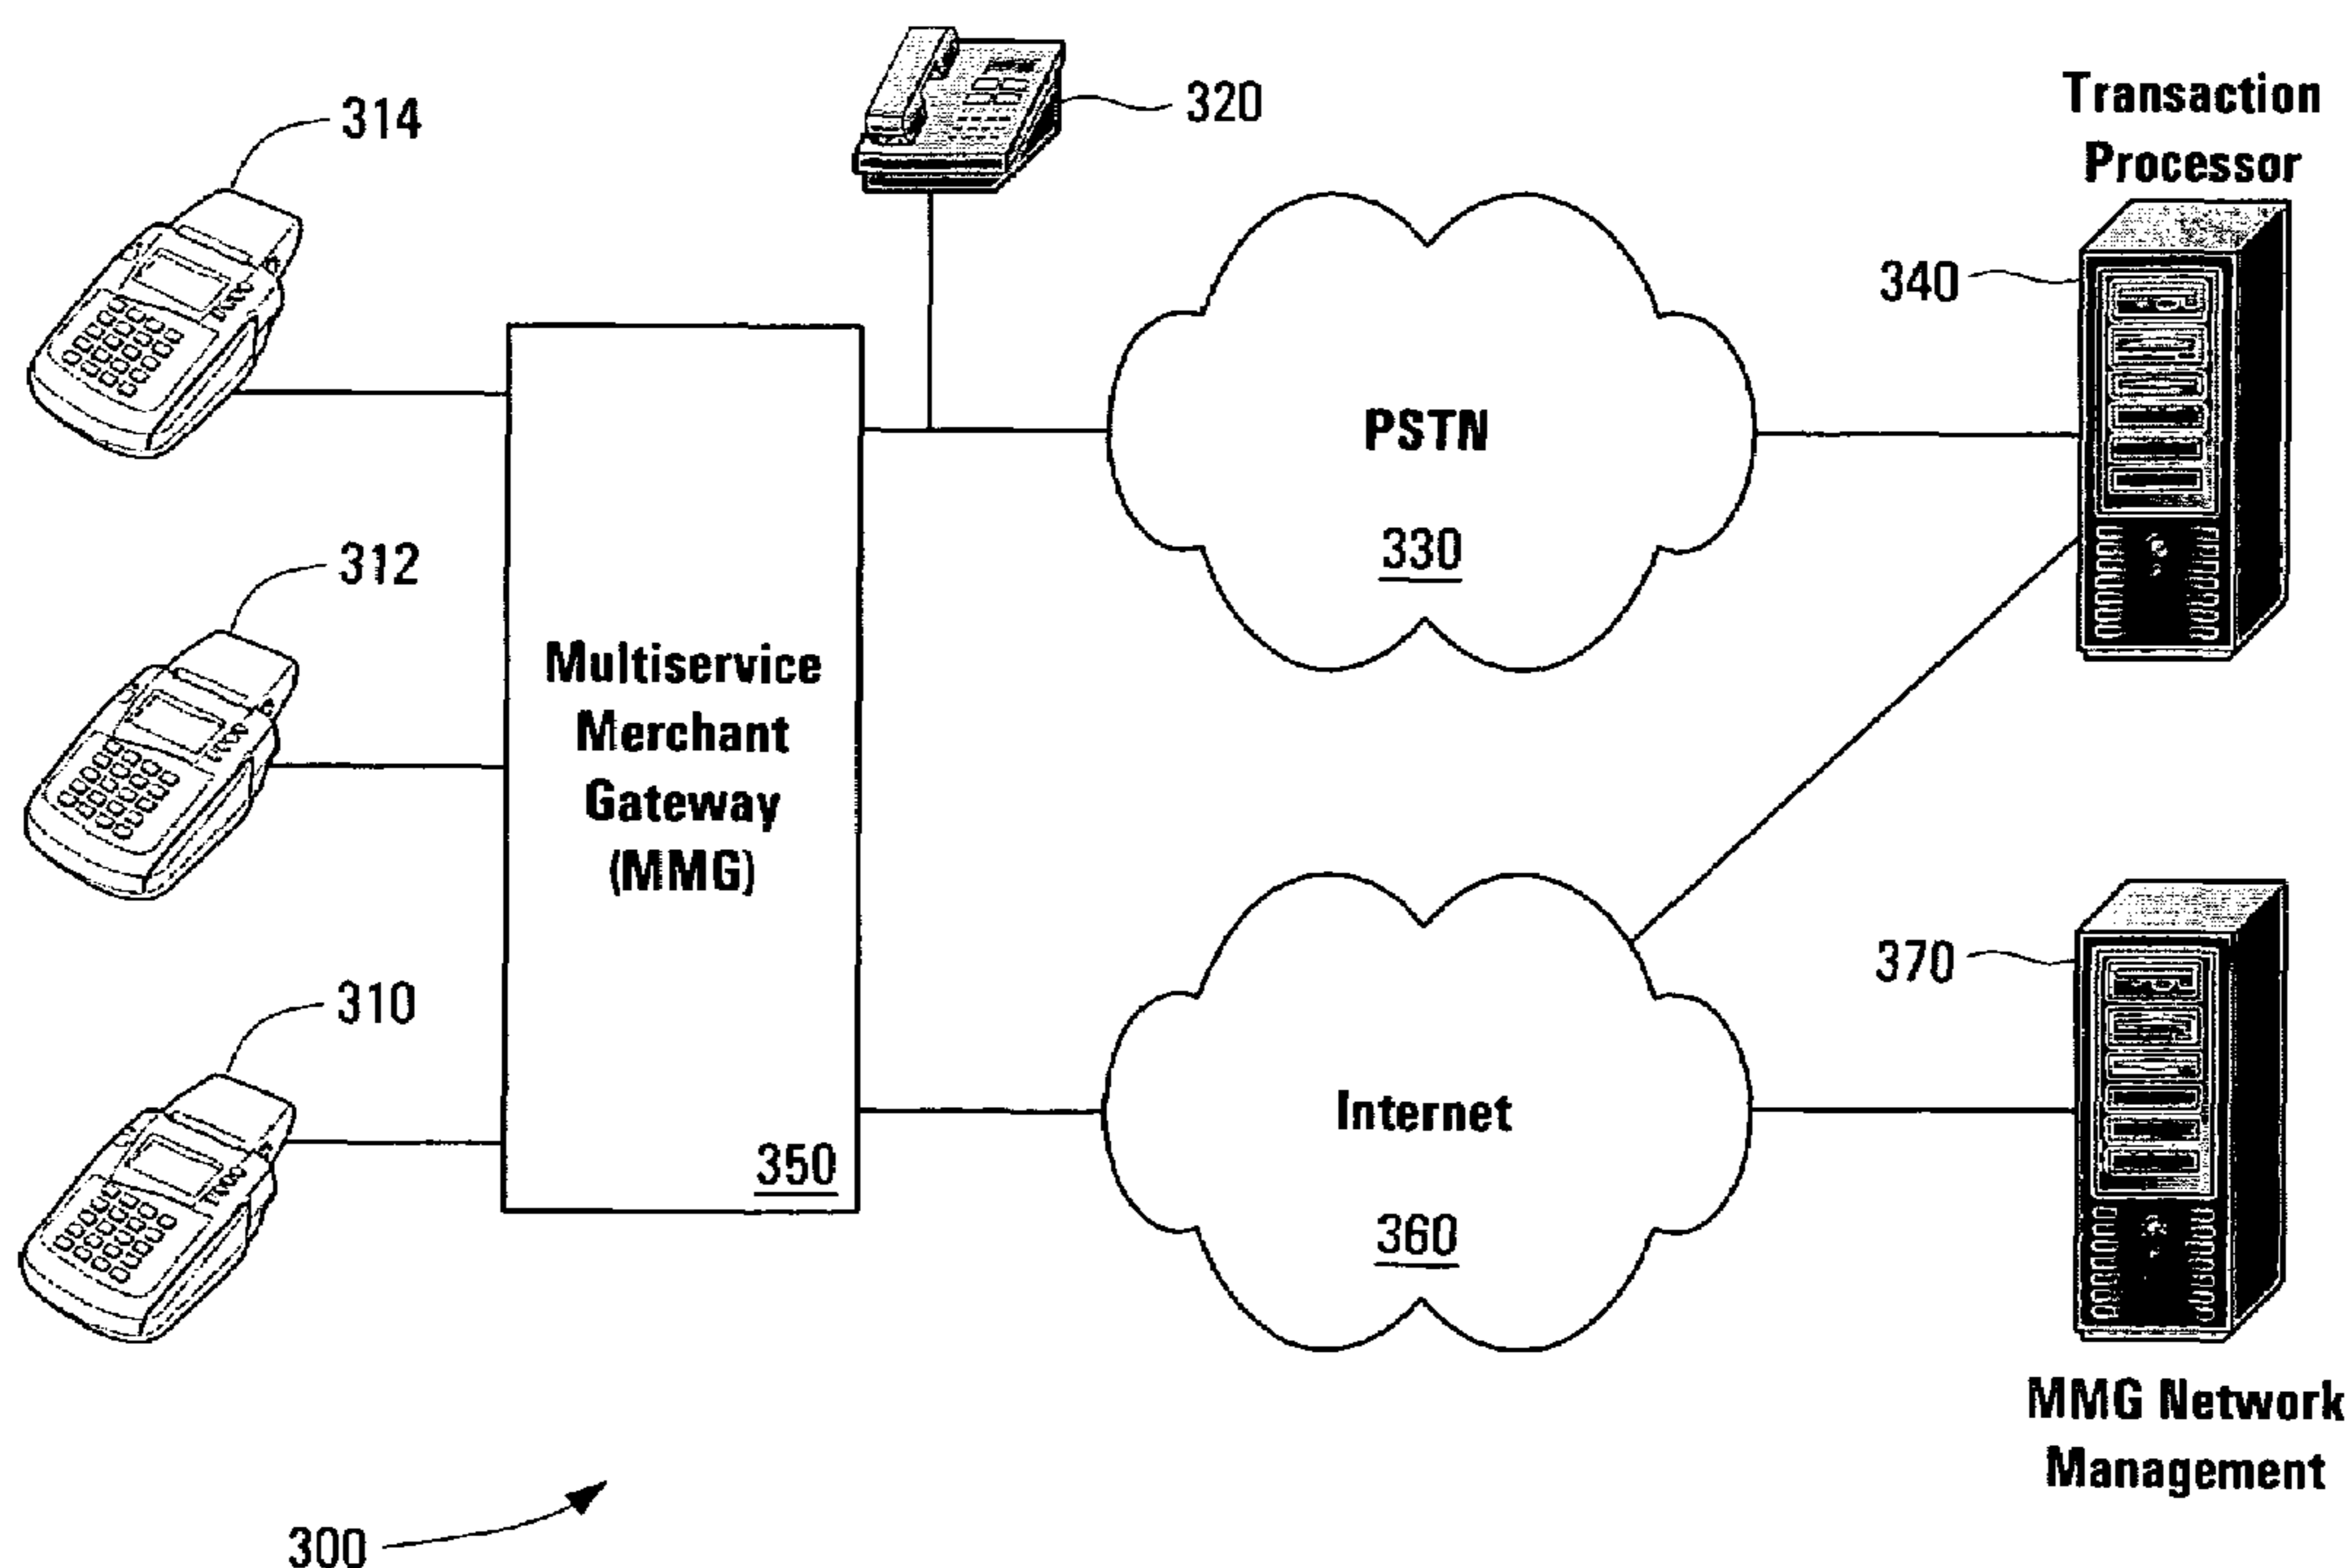 314
320
Transaction
Processor
340
PSTN
330
312
Multiservice
Merchant
Gateway
(MMG)
350
310
Internet
360
370
MMG Network
Management
300